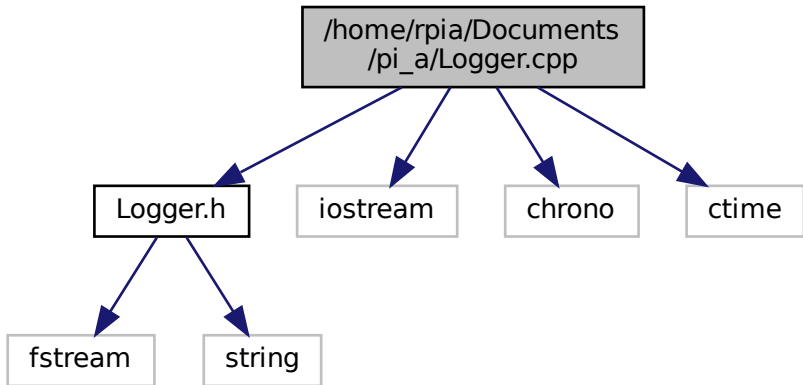 /home/rpia/Documents
/pi_a/Logger.cpp
Logger.h
iostream
chrono
ctime
fstream
string